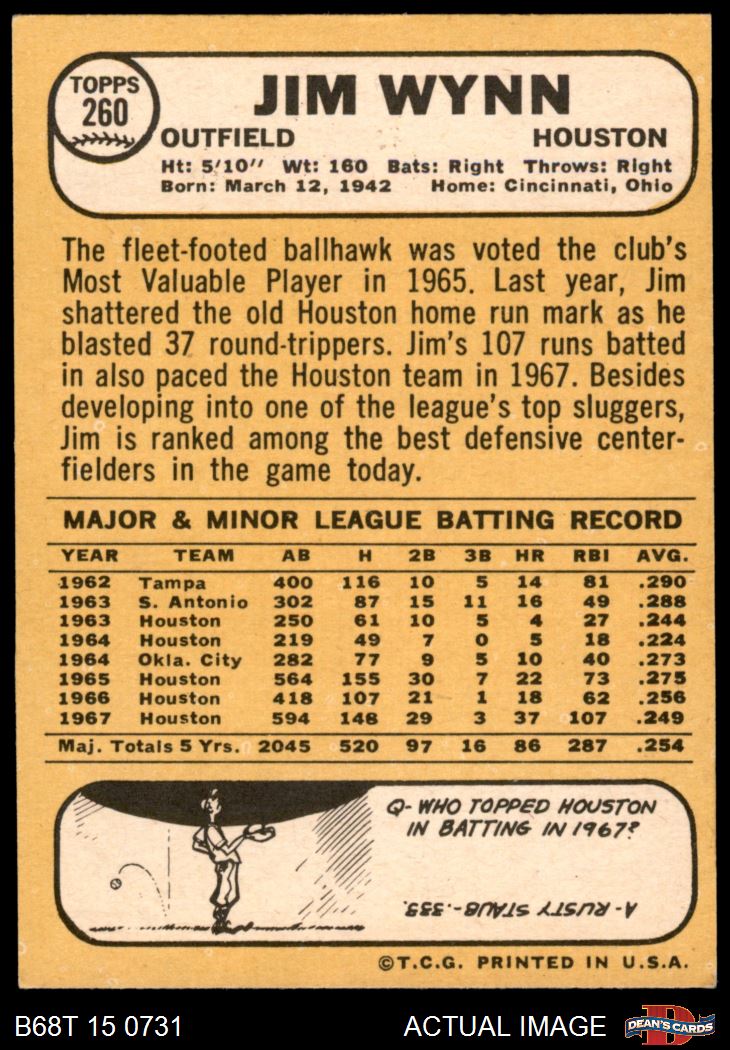 TOPPS
260
JIM WYNN
OUTFIELD HOUSTON
Ht: 5'10" Wt: 160 Bats: Right Throws: Right
Born: March 12, 1942 Home: Cincinnati, Ohio
The fleet-footed ballhawk was voted the club's
Most Valuable Player in 1965. Last year, Jim
shattered the old Houston home run mark as he
blasted 37 round-trippers. Jim's 107 runs batted
in also paced the Houston team in 1967. Besides
developing into one of the league's top sluggers,
Jim is ranked among the best defensive center-
fielders in the game today.
MAJOR & MINOR LEAGUE BATTING RECORD
YEAR TEAM AB H 2B 3B HR RBI AVG.
1962 Tampa 400 116 10 5 14 81 .290
1963 S. Antonio 302 87 15 11 16 49 .288
1963 Houston 250 61 10 5 4 27 .244
1964 Houston 219 49 7 0 5 18 .224
1964 Okla. City 282 77 9 5 10 40 .273
1965 Houston 564 155 30 7 22 73 .275
1966 Houston 418 107 21 1 18 62 .256
1967 Houston 594 148 29 3 37 107 .249
Maj. Totals 5 Yrs. 2045 520 97 16 86 287 .254
Q-WHO TOPPED HOUSTON
IN BATTING IN 1967?
A-RUSTY STAUB-.333.
©T.C.G. PRINTED IN U.S.A.
B68T 15 0731 ACTUAL IMAGE
D
DEAN'S CARDS